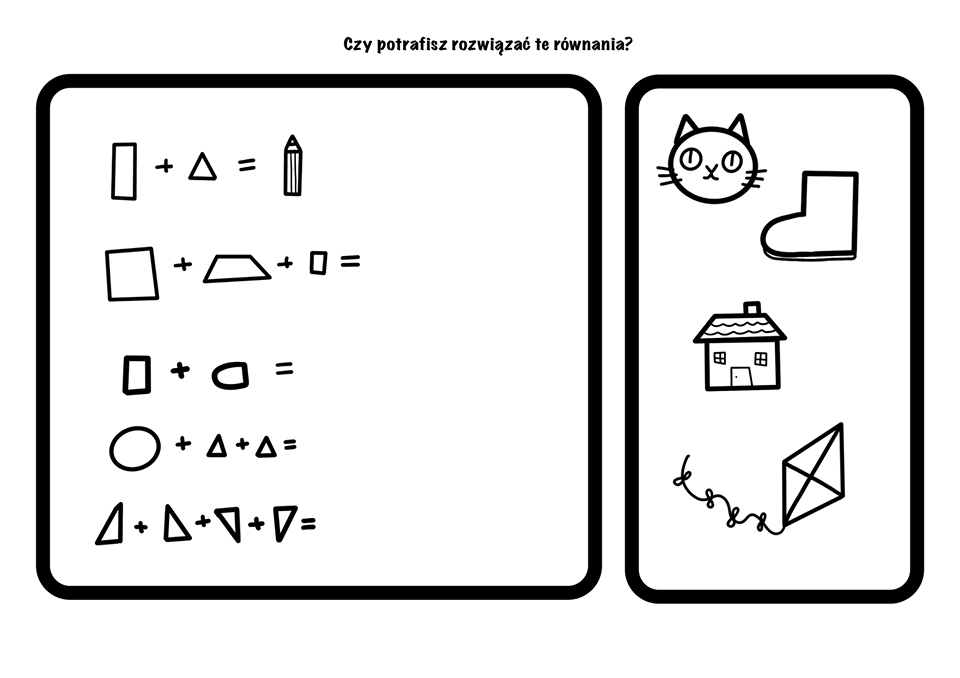 Czy potrafisz rozwiązać te równania?
+ =
+ + =
+ =
+ + =
+ + + =